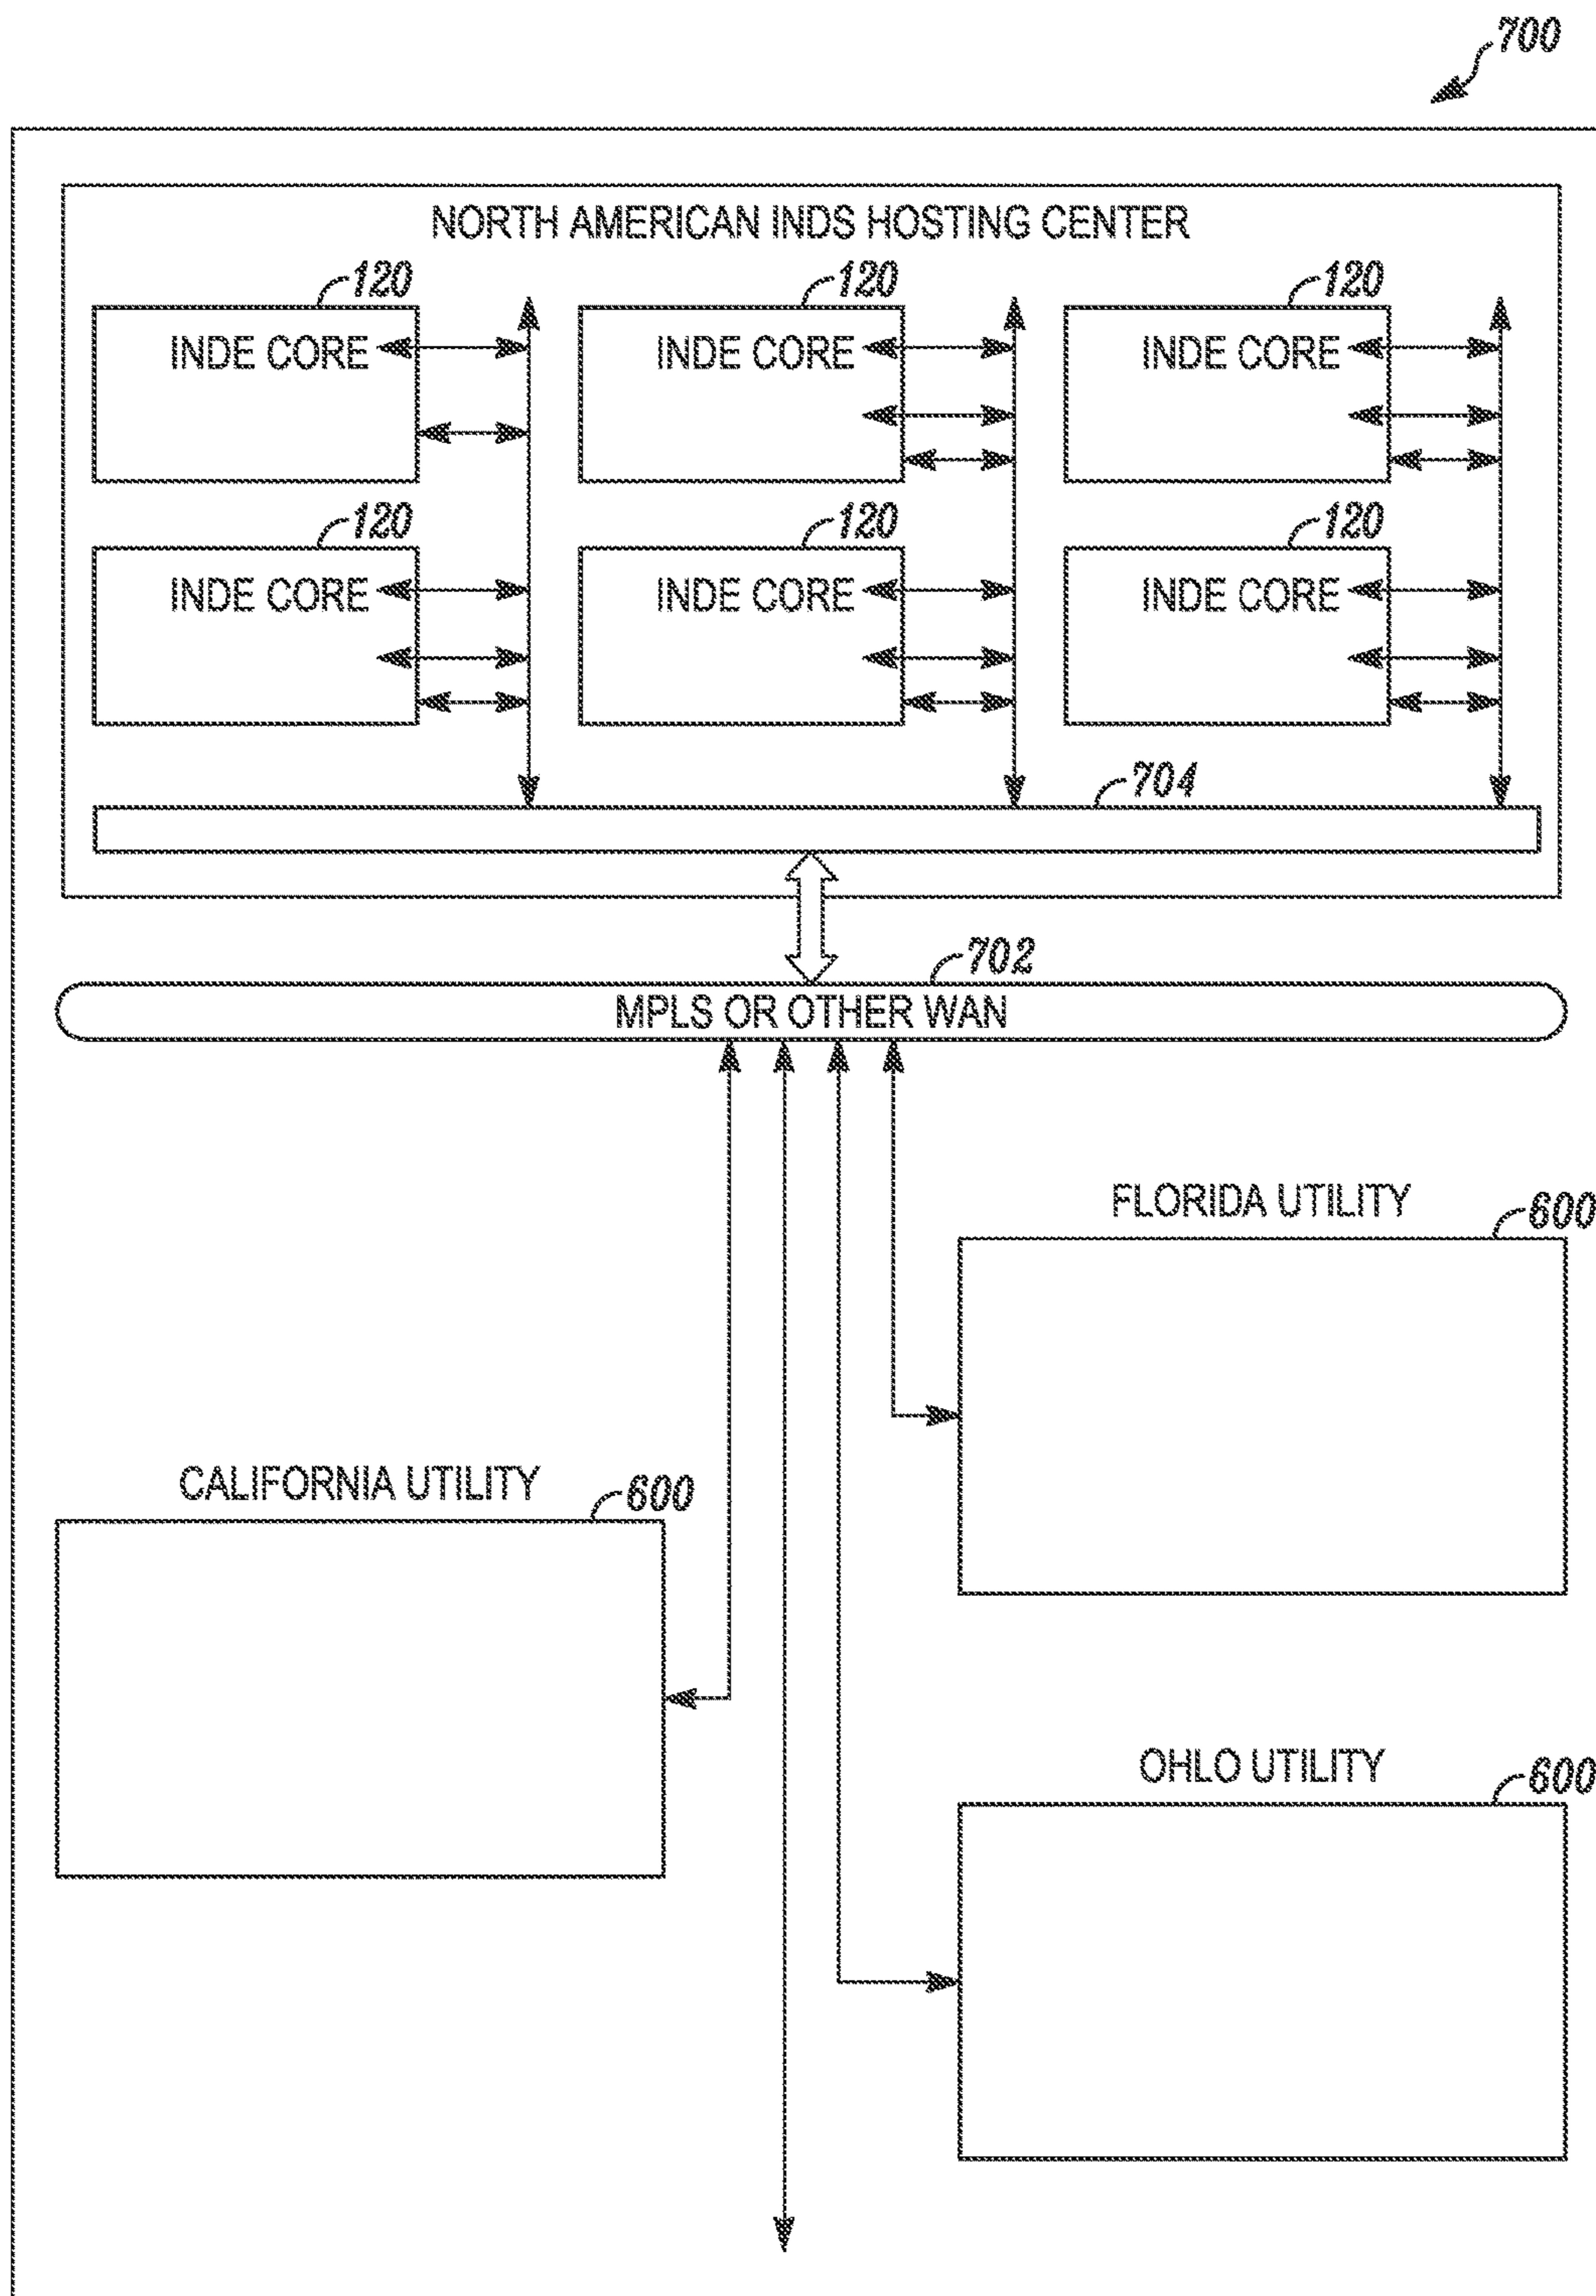 700
NORTH AMERICAN INDS HOSTING CENTER
120 120 120
INDE CORE INDE CORE INDE CORE
120 120 120
INDE CORE INDE CORE INDE CORE
704
702
MPLS OR OTHER WAN
FLORIDA UTILITY
600
CALIFORNIA UTILITY
600
OHLO UTILITY
600